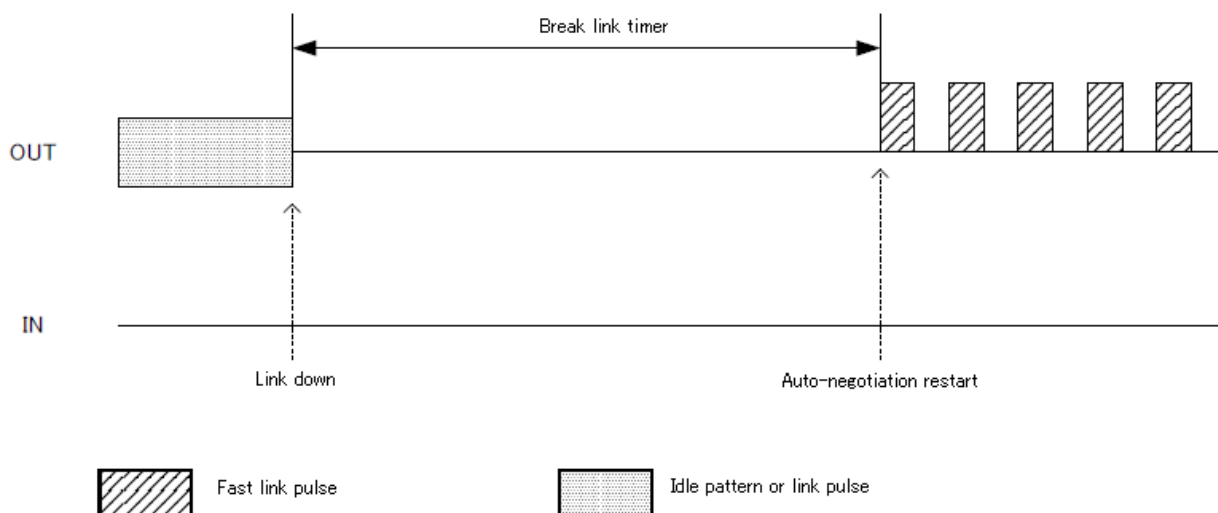 Break link timer
OUT
IN
Link down
Auto-negotiation restart
Fast link pulse
Idle pattern or link pulse